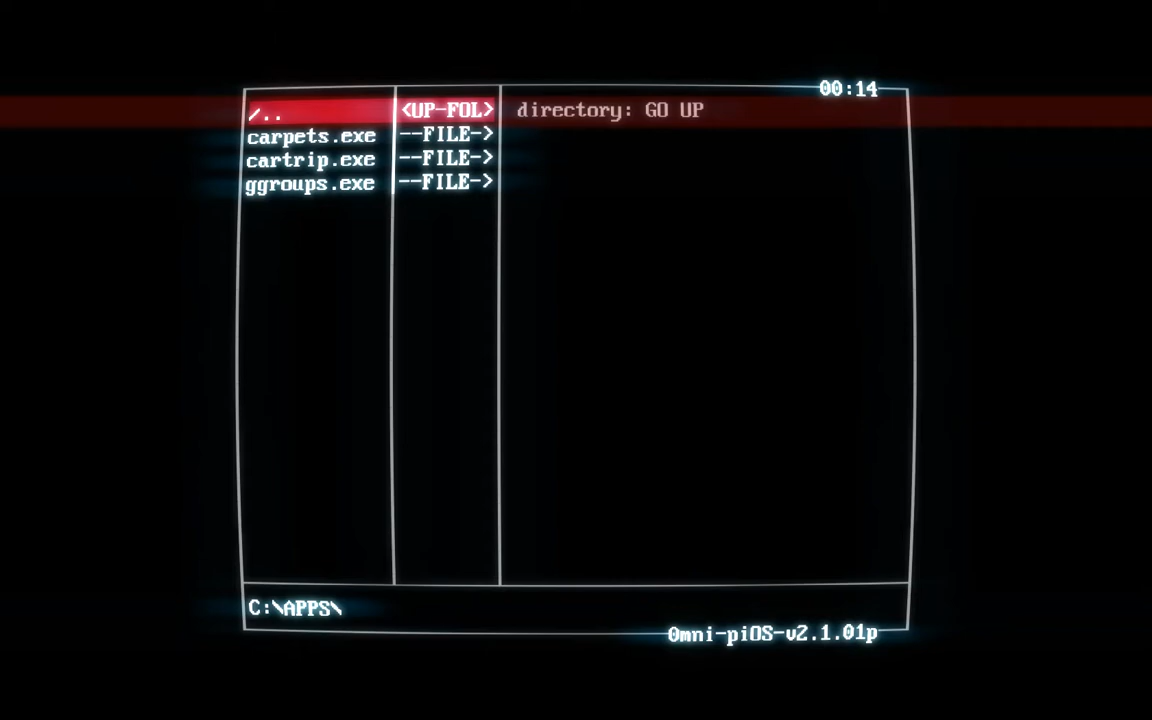 00:14
/.. <UP-FOL> directory: GO UP
carpets.exe --FILE->
cartrip.exe --FILE->
ggroups.exe --FILE->
C:\APPS\
0mni-piOS-v2.1.01p